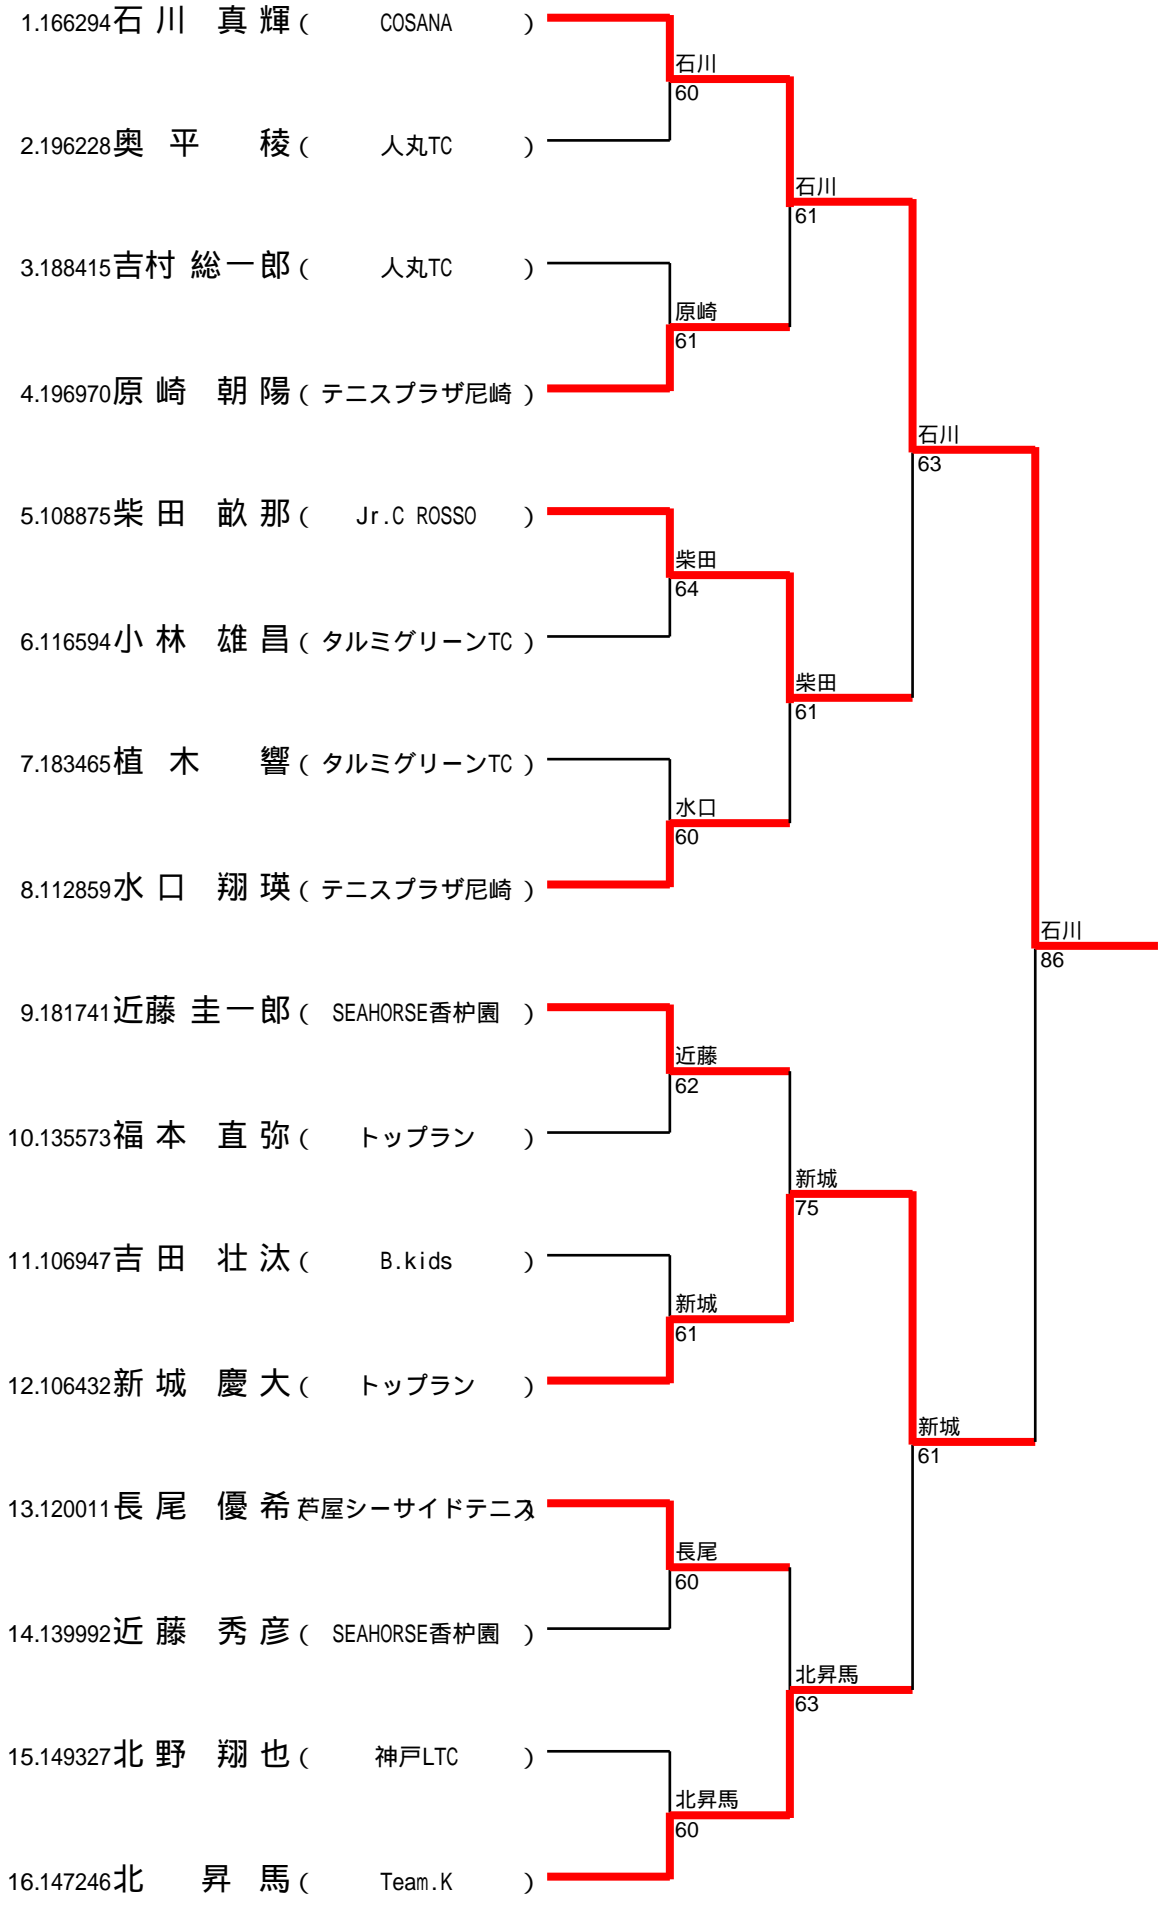 1.166294石川 真輝( COSANA )
石川
60
2.196228奥平 稜( 人丸TC )
石川
61
3.188415吉村 総一郎( 人丸TC )
原崎
61
4.196970原崎 朝陽( テニスプラザ尼崎 )
石川
63
5.108875柴田 畝那( Jr.C ROSSO )
柴田
64
6.116594小林 雄昌( タルミグリーンTC )
柴田
61
7.183465植木 響( タルミグリーンTC )
水口
60
8.112859水口 翔瑛( テニスプラザ尼崎 )
石川
86
9.181741近藤 圭一郎( SEAHORSE香枦園 )
近藤
62
10.135573福本 直弥( トップラン )
新城
75
11.106947吉田 壮汰( B.kids )
新城
61
12.106432新城 慶大( トップラン )
新城
61
13.120011長尾 優希(芦屋シーサイドテニス)
長尾
60
14.139992近藤 秀彦( SEAHORSE香枦園 )
北昇馬
63
15.149327北野 翔也( 神戸LTC )
北昇馬
60
16.147246北 昇馬( Team.K )